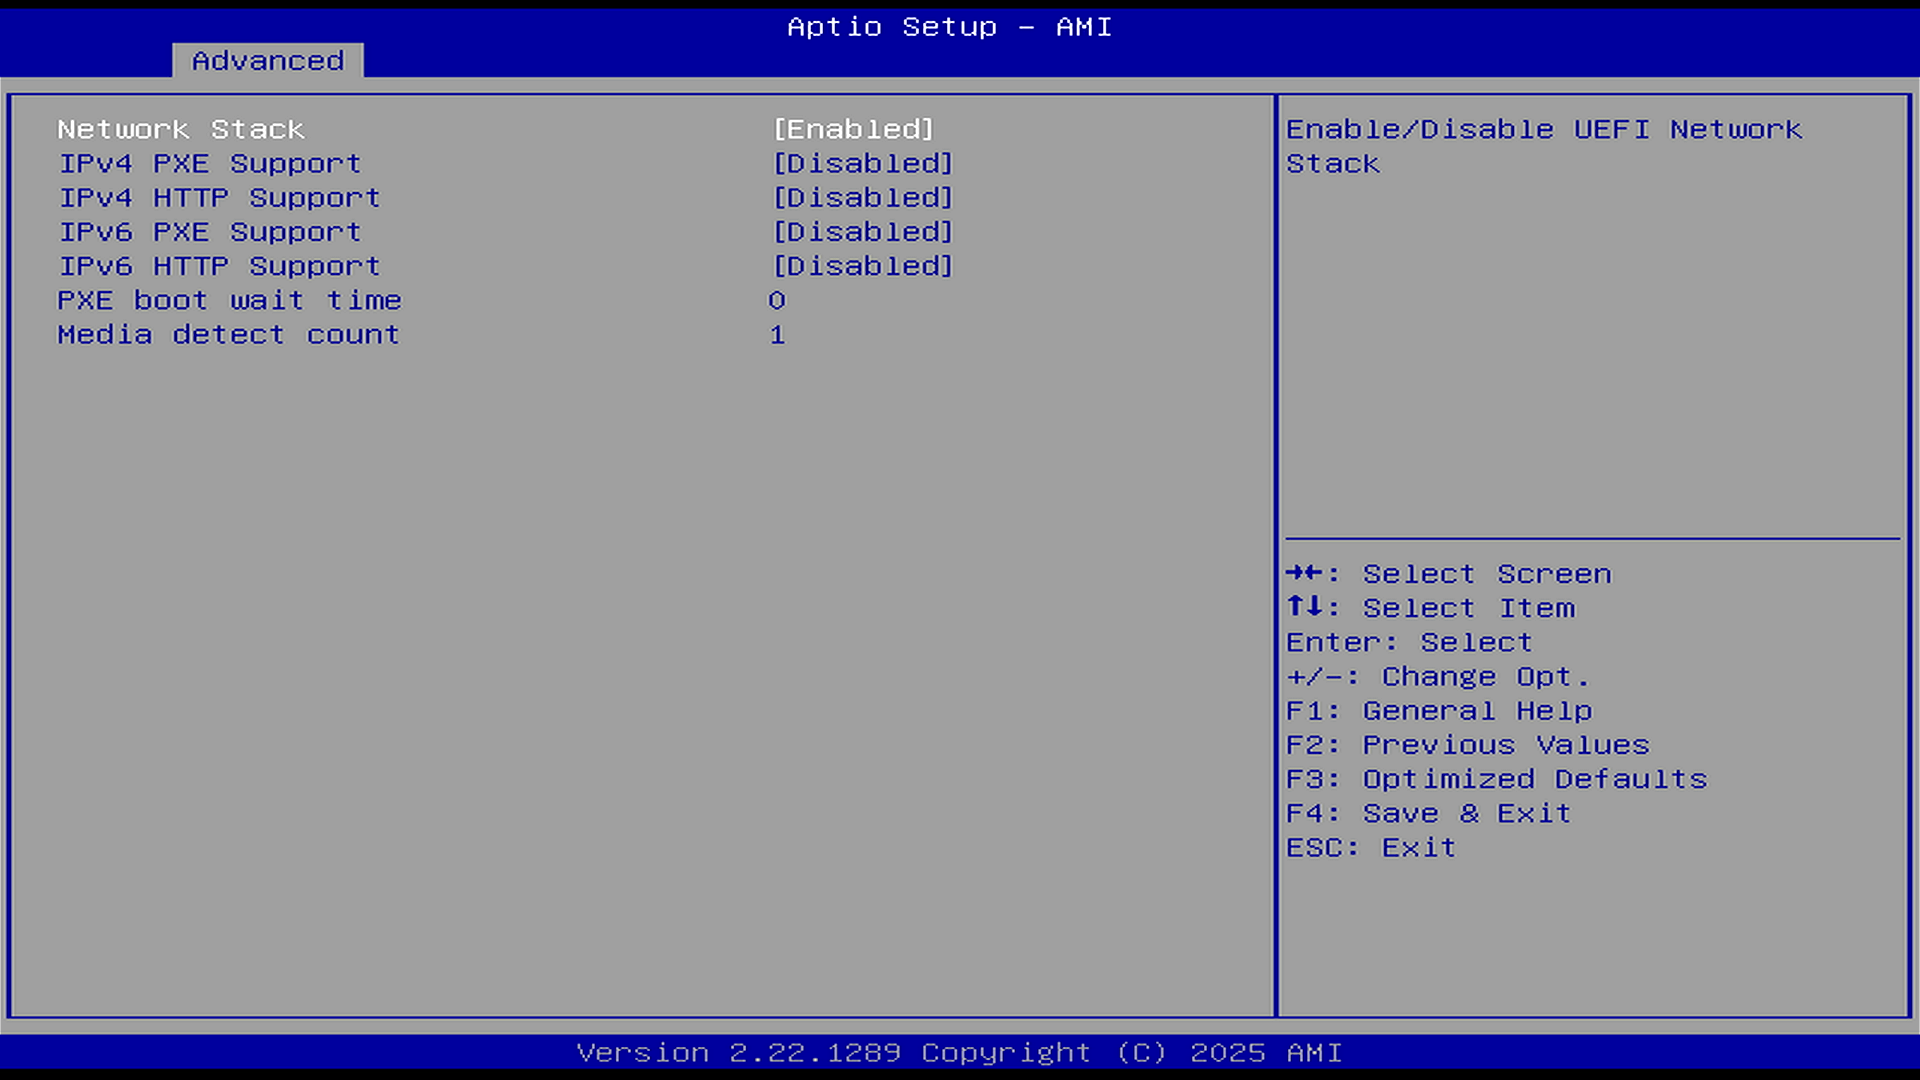 Aptio Setup - AMI
Advanced
Network Stack [Enabled]
IPv4 PXE Support [Disabled]
IPv4 HTTP Support [Disabled]
IPv6 PXE Support [Disabled]
IPv6 HTTP Support [Disabled]
PXE boot wait time 0
Media detect count 1
Enable/Disable UEFI Network
Stack
→←: Select Screen
↑↓: Select Item
Enter: Select
+/-: Change Opt.
F1: General Help
F2: Previous Values
F3: Optimized Defaults
F4: Save & Exit
ESC: Exit
Version 2.22.1289 Copyright (C) 2025 AMI